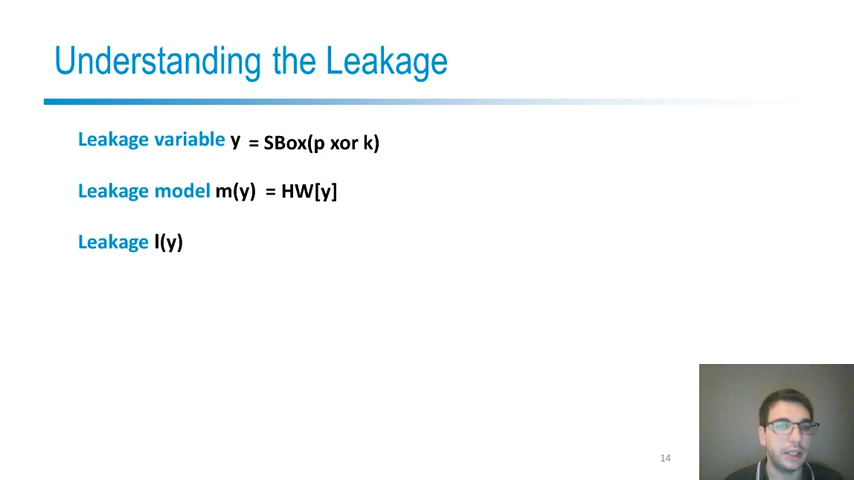 Understanding the Leakage
Leakage variable y = SBox(p xor k)
Leakage model m(y) = HW[y]
Leakage l(y)
14